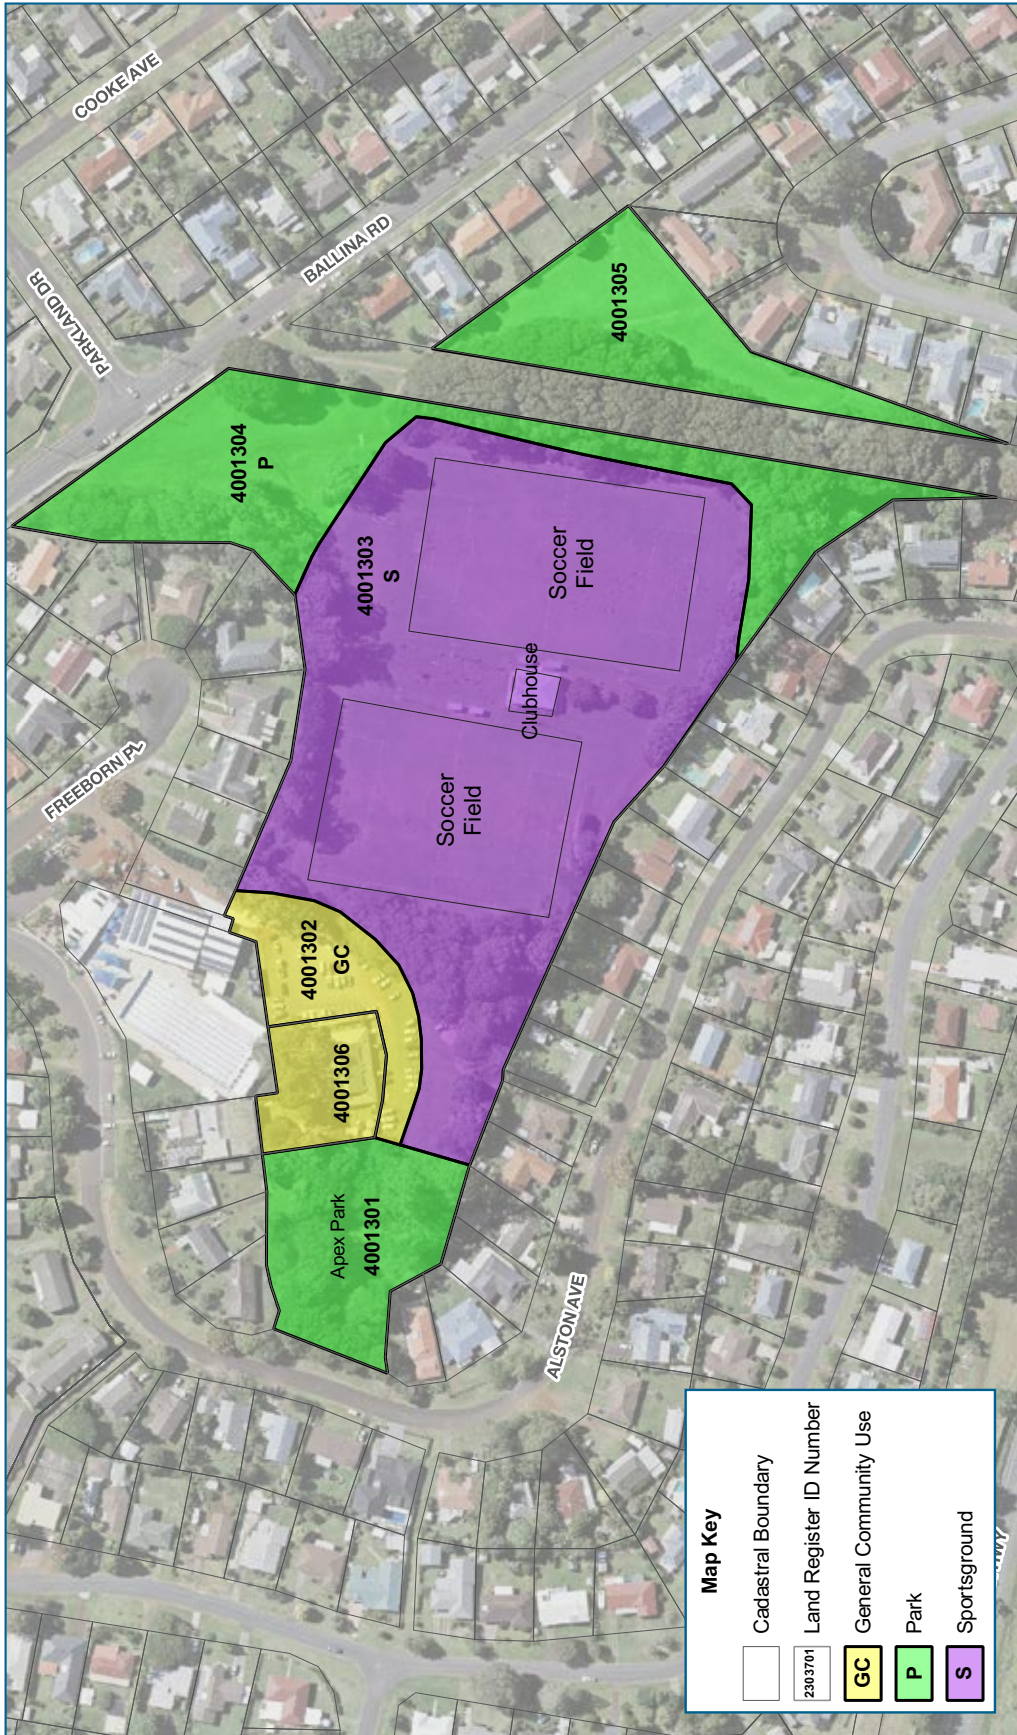 COOKE AVE
PARKLAND DR
BALLINA RD
4001305
4001304
P
FREEBORN PL
4001303
S
Soccer
Field
Clubhouse
Soccer
Field
4001302
GC
4001306
Apex Park
4001301
ALSTON AVE
Map Key
Cadastral Boundary
2303701
Land Register ID Number
GC
General Community Use
P
Park
S
Sportsground